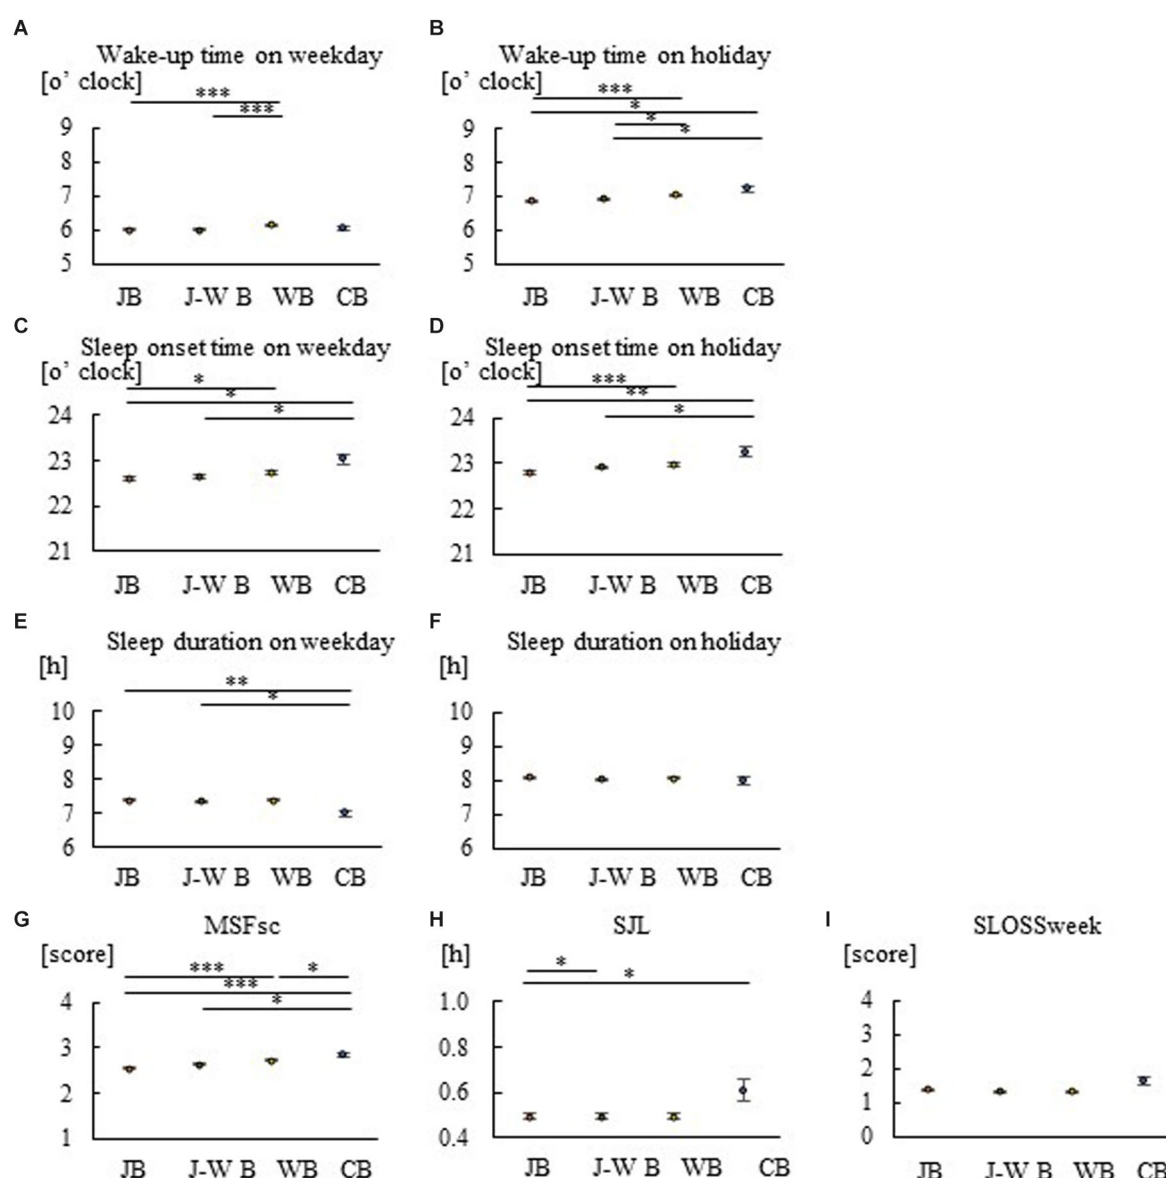 A
Wake-up time on weekday
[o' clock]
***
***
9
8
7
6
5
JB J-W B WB CB
B
Wake-up time on holiday
[o' clock]
***
*
*
*
9
8
7
6
5
JB J-W B WB CB
C
Sleep onset time on weekday
[o' clock]
*
*
*
24
23
22
21
JB J-W B WB CB
D
Sleep onset time on holiday
[o' clock]
***
**
*
24
23
22
21
JB J-W B WB CB
E
Sleep duration on weekday
[h]
**
*
10
9
8
7
6
JB J-W B WB CB
F
Sleep duration on holiday
[h]
10
9
8
7
6
JB J-W B WB CB
G
MSFsc
[score]
*** *
***
*
4
3
2
1
JB J-W B WB CB
H
SJL
[h]
*
*
1.0
0.8
0.6
0.4
JB J-W B WB CB
I
SLOSSweek
[score]
4
3
2
1
0
JB J-W B WB CB